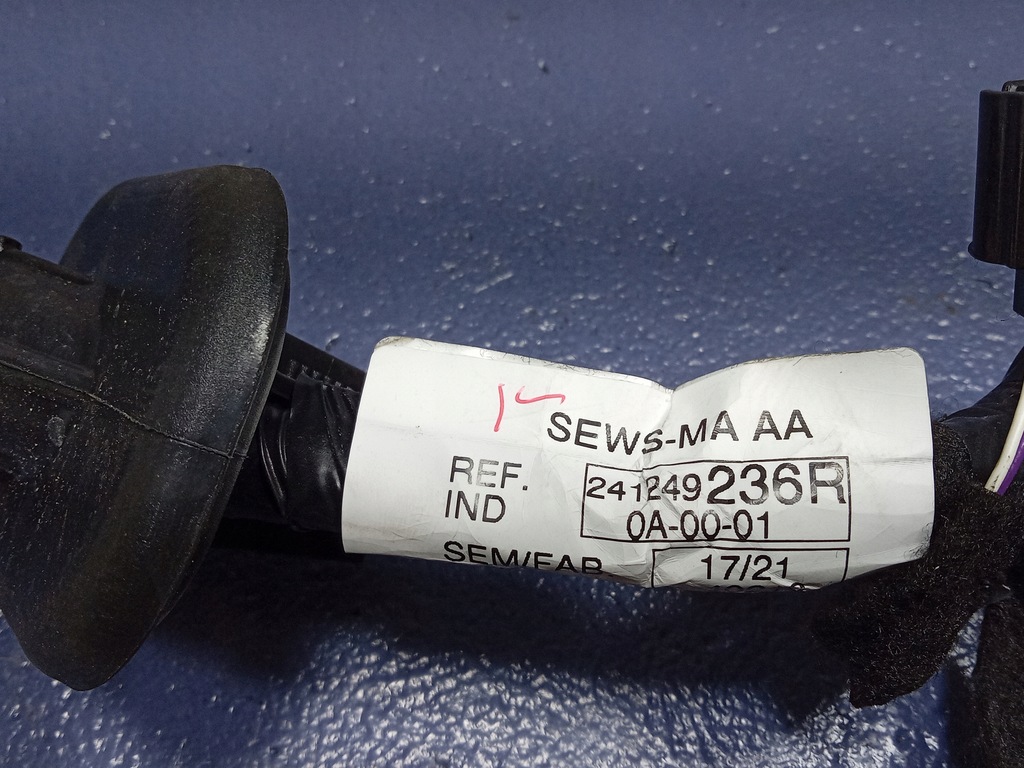 SEWS-MA AA
REF. 241249236R
IND 0A-00-01
SEM/FAB. 17/21